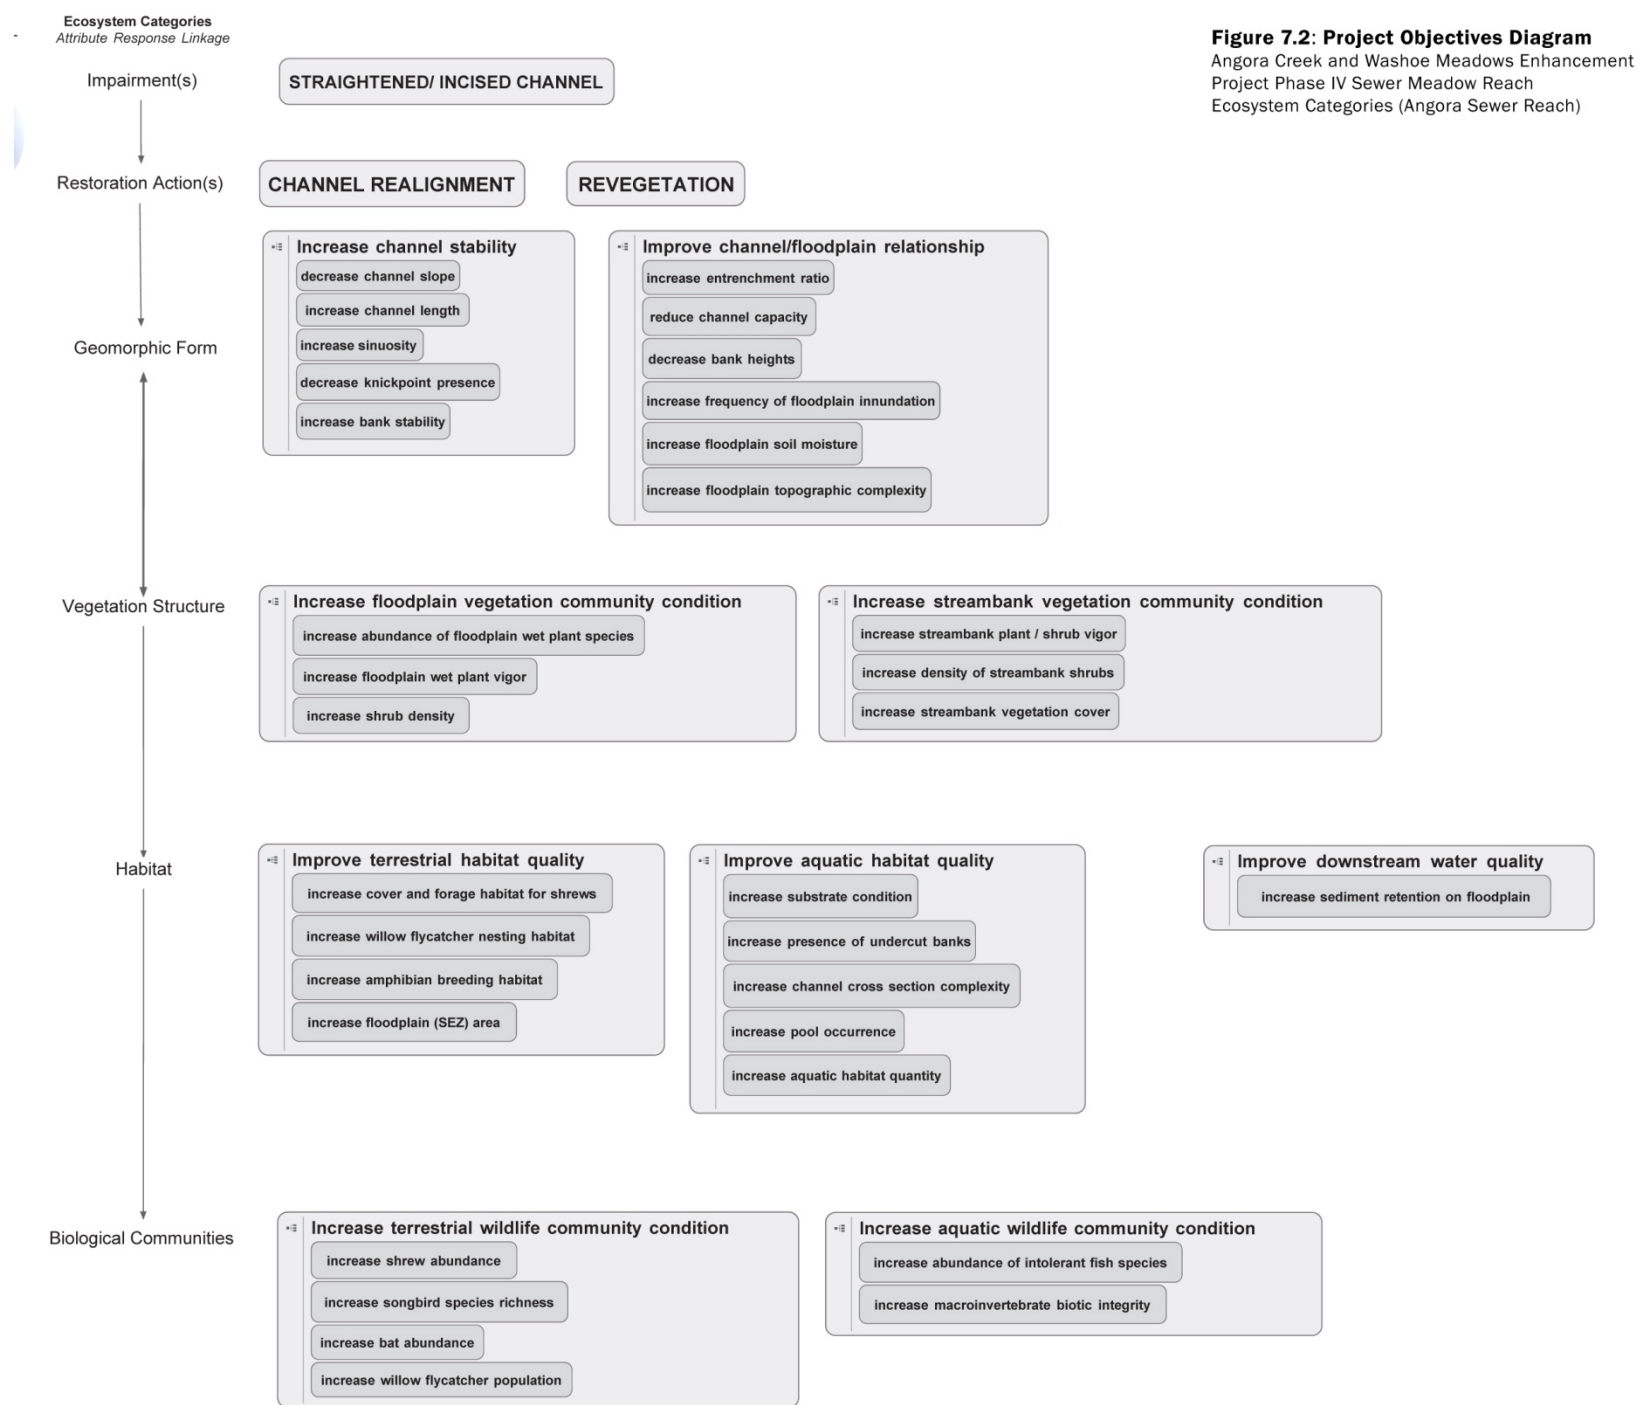 Ecosystem Categories
Attribute Response Linkage
Figure 7.2: Project Objectives Diagram
Angora Creek and Washoe Meadows Enhancement
Project Phase IV Sewer Meadow Reach
Ecosystem Categories (Angora Sewer Reach)
Impairment(s)
STRAIGHTENED/ INCISED CHANNEL
Restoration Action(s)
CHANNEL REALIGNMENT
REVEGETATION
Geomorphic Form
Increase channel stability
decrease channel slope
increase channel length
increase sinuosity
decrease knickpoint presence
increase bank stability
Improve channel/floodplain relationship
increase entrenchment ratio
reduce channel capacity
decrease bank heights
increase frequency of floodplain innundation
increase floodplain soil moisture
increase floodplain topographic complexity
Vegetation Structure
Increase floodplain vegetation community condition
increase abundance of floodplain wet plant species
increase floodplain wet plant vigor
increase shrub density
Increase streambank vegetation community condition
increase streambank plant / shrub vigor
increase density of streambank shrubs
increase streambank vegetation cover
Habitat
Improve terrestrial habitat quality
increase cover and forage habitat for shrews
increase willow flycatcher nesting habitat
increase amphibian breeding habitat
increase floodplain (SEZ) area
Improve aquatic habitat quality
increase substrate condition
increase presence of undercut banks
increase channel cross section complexity
increase pool occurrence
increase aquatic habitat quantity
Improve downstream water quality
increase sediment retention on floodplain
Biological Communities
Increase terrestrial wildlife community condition
increase shrew abundance
increase songbird species richness
increase bat abundance
increase willow flycatcher population
Increase aquatic wildlife community condition
increase abundance of intolerant fish species
increase macroinvertebrate biotic integrity